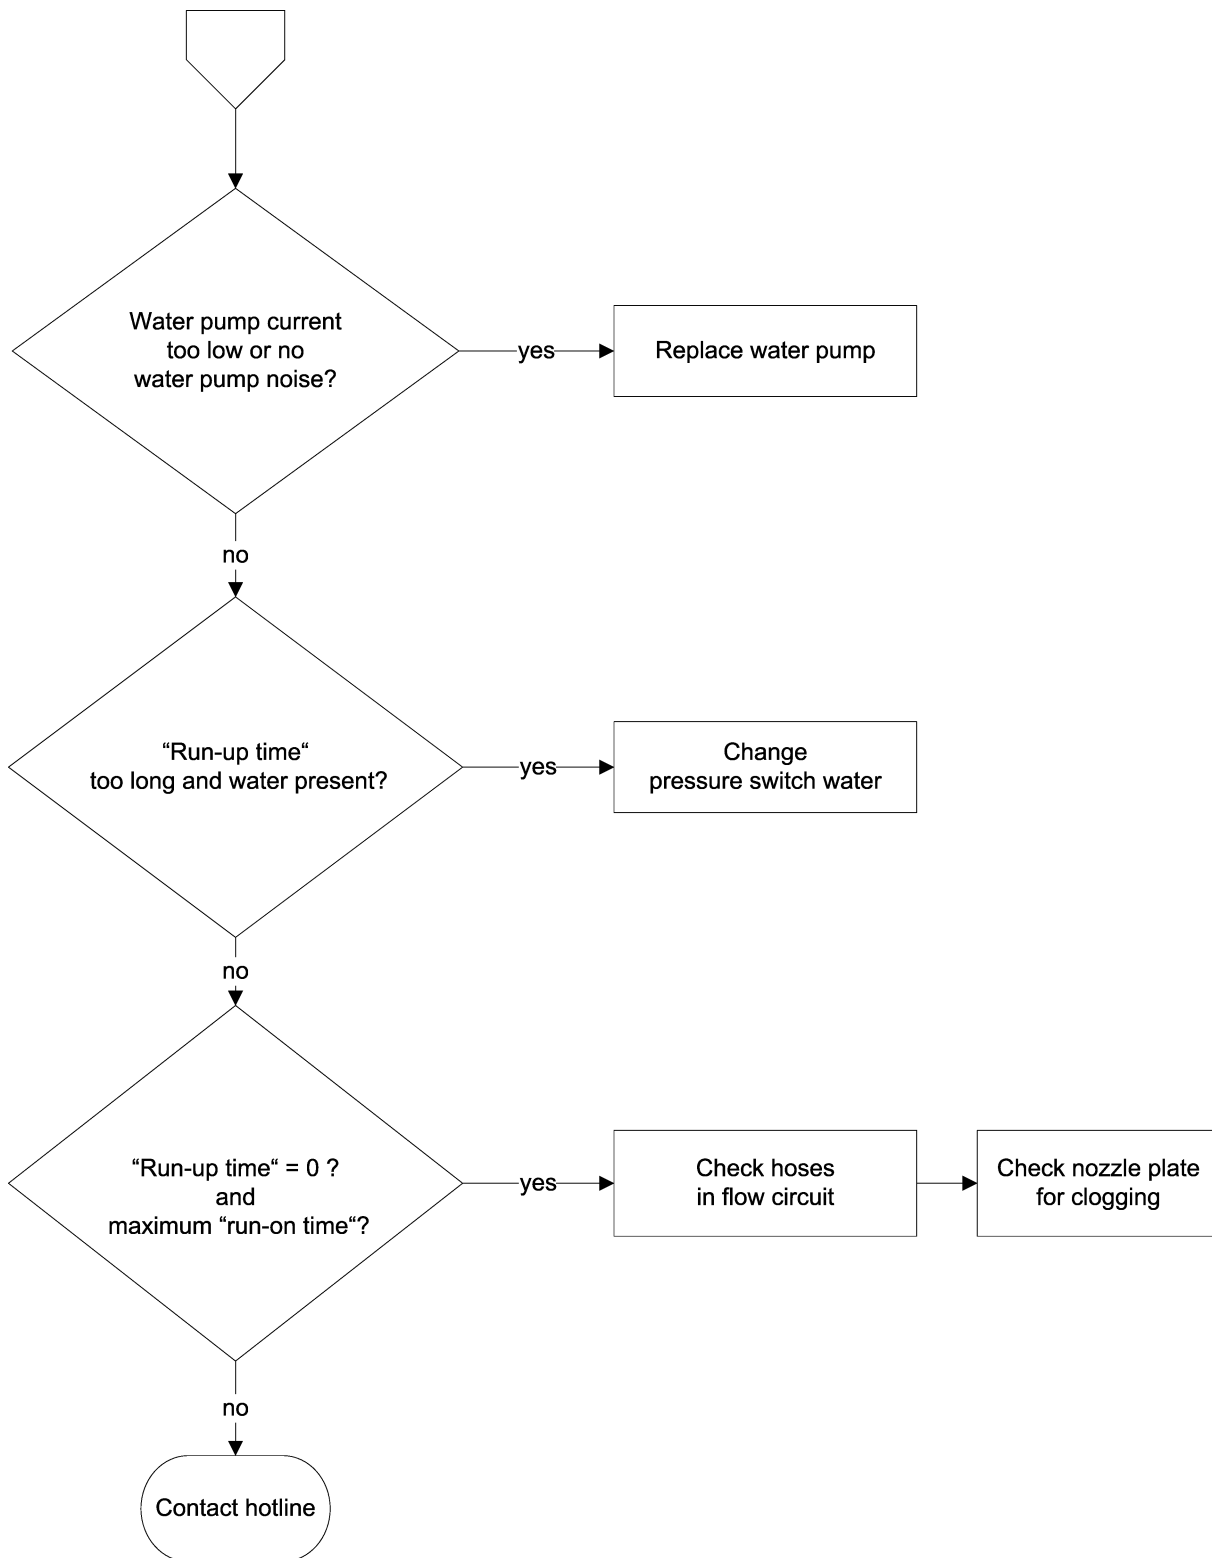 Water pump current
too low or no
water pump noise?
yes
Replace water pump
no
“Run-up time“
too long and water present?
yes
Change
pressure switch water
no
“Run-up time“ = 0 ?
and
maximum “run-on time“?
yes
Check hoses
in flow circuit
Check nozzle plate
for clogging
no
Contact hotline